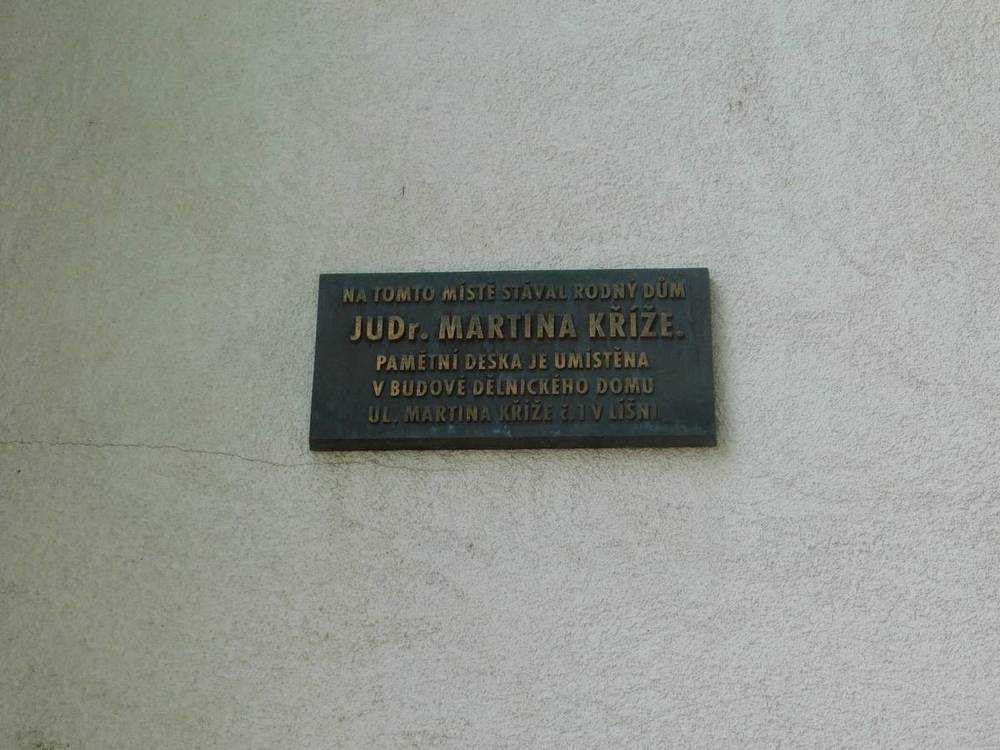 NA TOMTO MÍSTĚ STÁVAL RODNÝ DŮM
JUDr. MARTINA KŘÍŽE.
PAMĚTNÍ DESKA JE UMÍSTĚNA
V BUDOVĚ DĚLNICKÉHO DOMU
UL. MARTINA KŘÍŽE č.1 V LÍŠNI